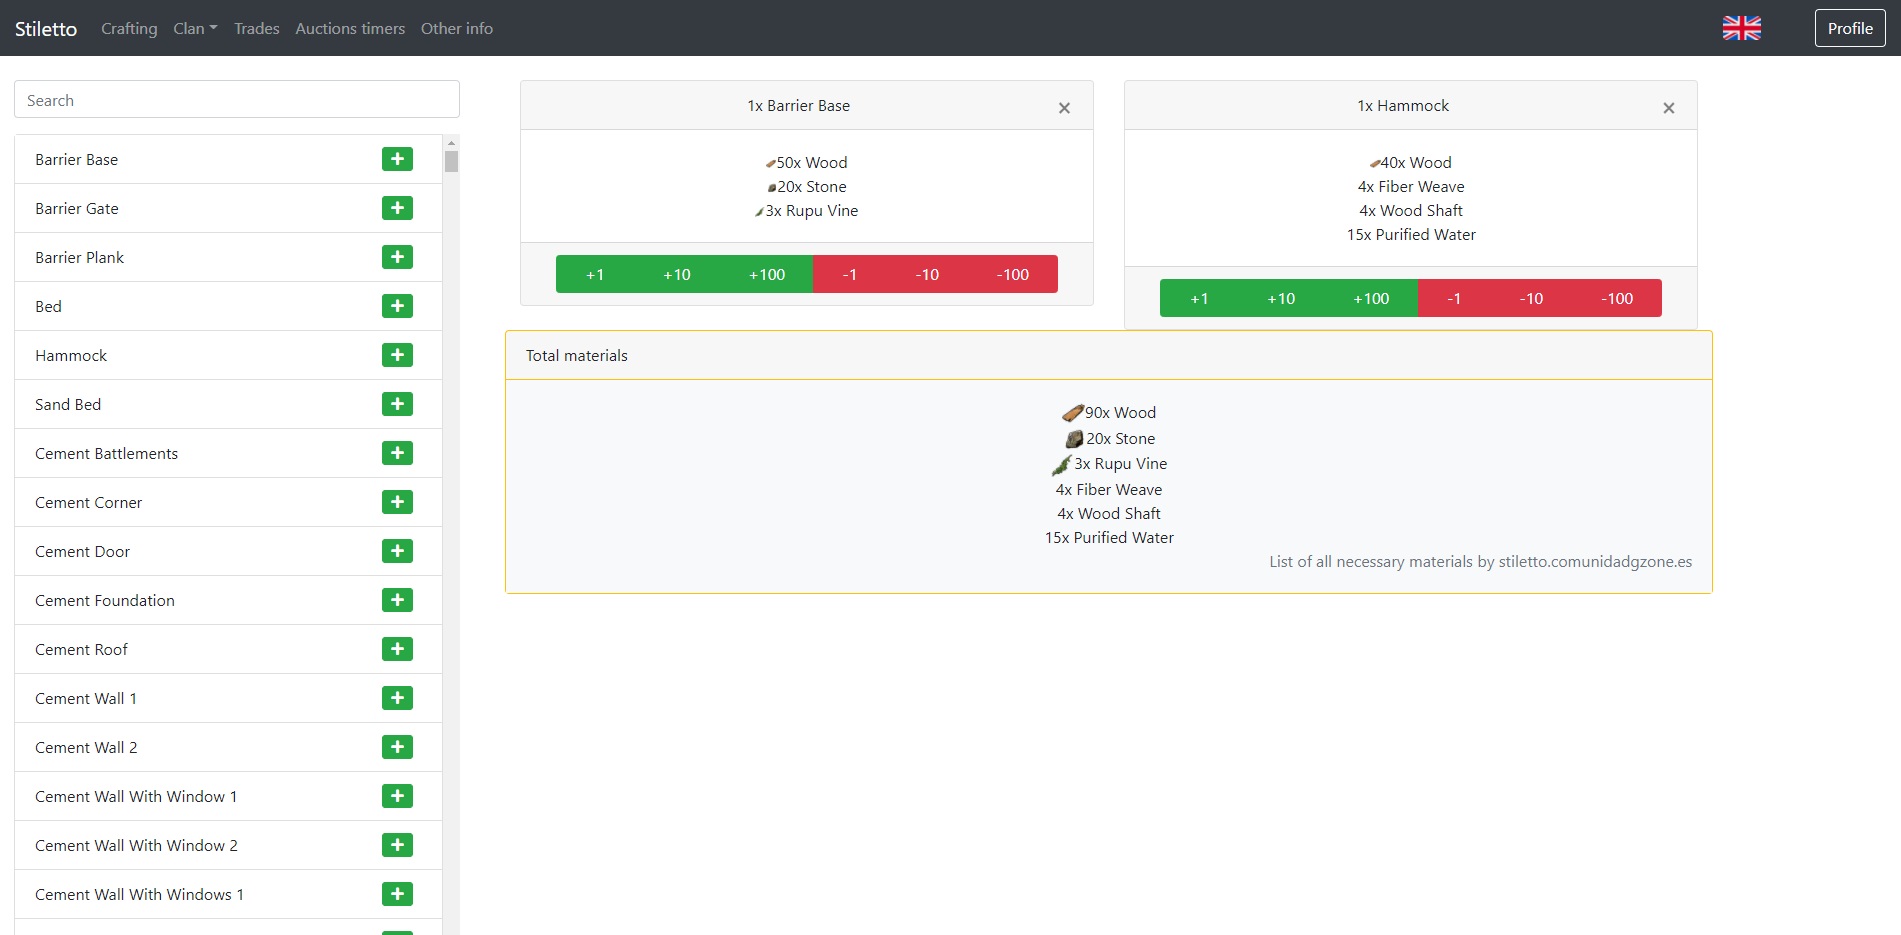 Stiletto Crafting Clan Trades Auctions timers Other info Profile
Search
Barrier Base
Barrier Gate
Barrier Plank
Bed
Hammock
Sand Bed
Cement Battlements
Cement Corner
Cement Door
Cement Foundation
Cement Roof
Cement Wall 1
Cement Wall 2
Cement Wall With Window 1
Cement Wall With Window 2
Cement Wall With Windows 1
1x Barrier Base ×
50x Wood
20x Stone
3x Rupu Vine
+1 +10 +100 -1 -10 -100
1x Hammock ×
40x Wood
4x Fiber Weave
4x Wood Shaft
15x Purified Water
+1 +10 +100 -1 -10 -100
Total materials
90x Wood
20x Stone
3x Rupu Vine
4x Fiber Weave
4x Wood Shaft
15x Purified Water
List of all necessary materials by stiletto.comunidadgzone.es